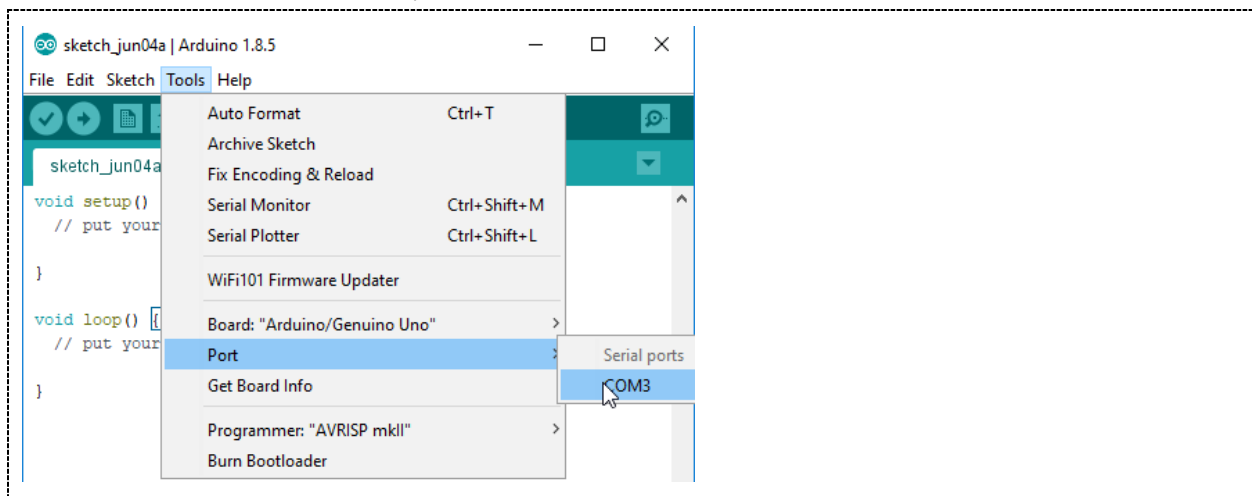 sketch_jun04a | Arduino 1.8.5
File Edit Sketch Tools Help
Auto Format Ctrl+T
Archive Sketch
sketch_jun04a
Fix Encoding & Reload
void setup()
Serial Monitor Ctrl+Shift+M
// put your
Serial Plotter Ctrl+Shift+L
}
WiFi101 Firmware Updater
void loop() {
Board: "Arduino/Genuino Uno"
// put your
Port
Serial ports
}
Get Board Info
COM3
Programmer: "AVRISP mkII"
Burn Bootloader